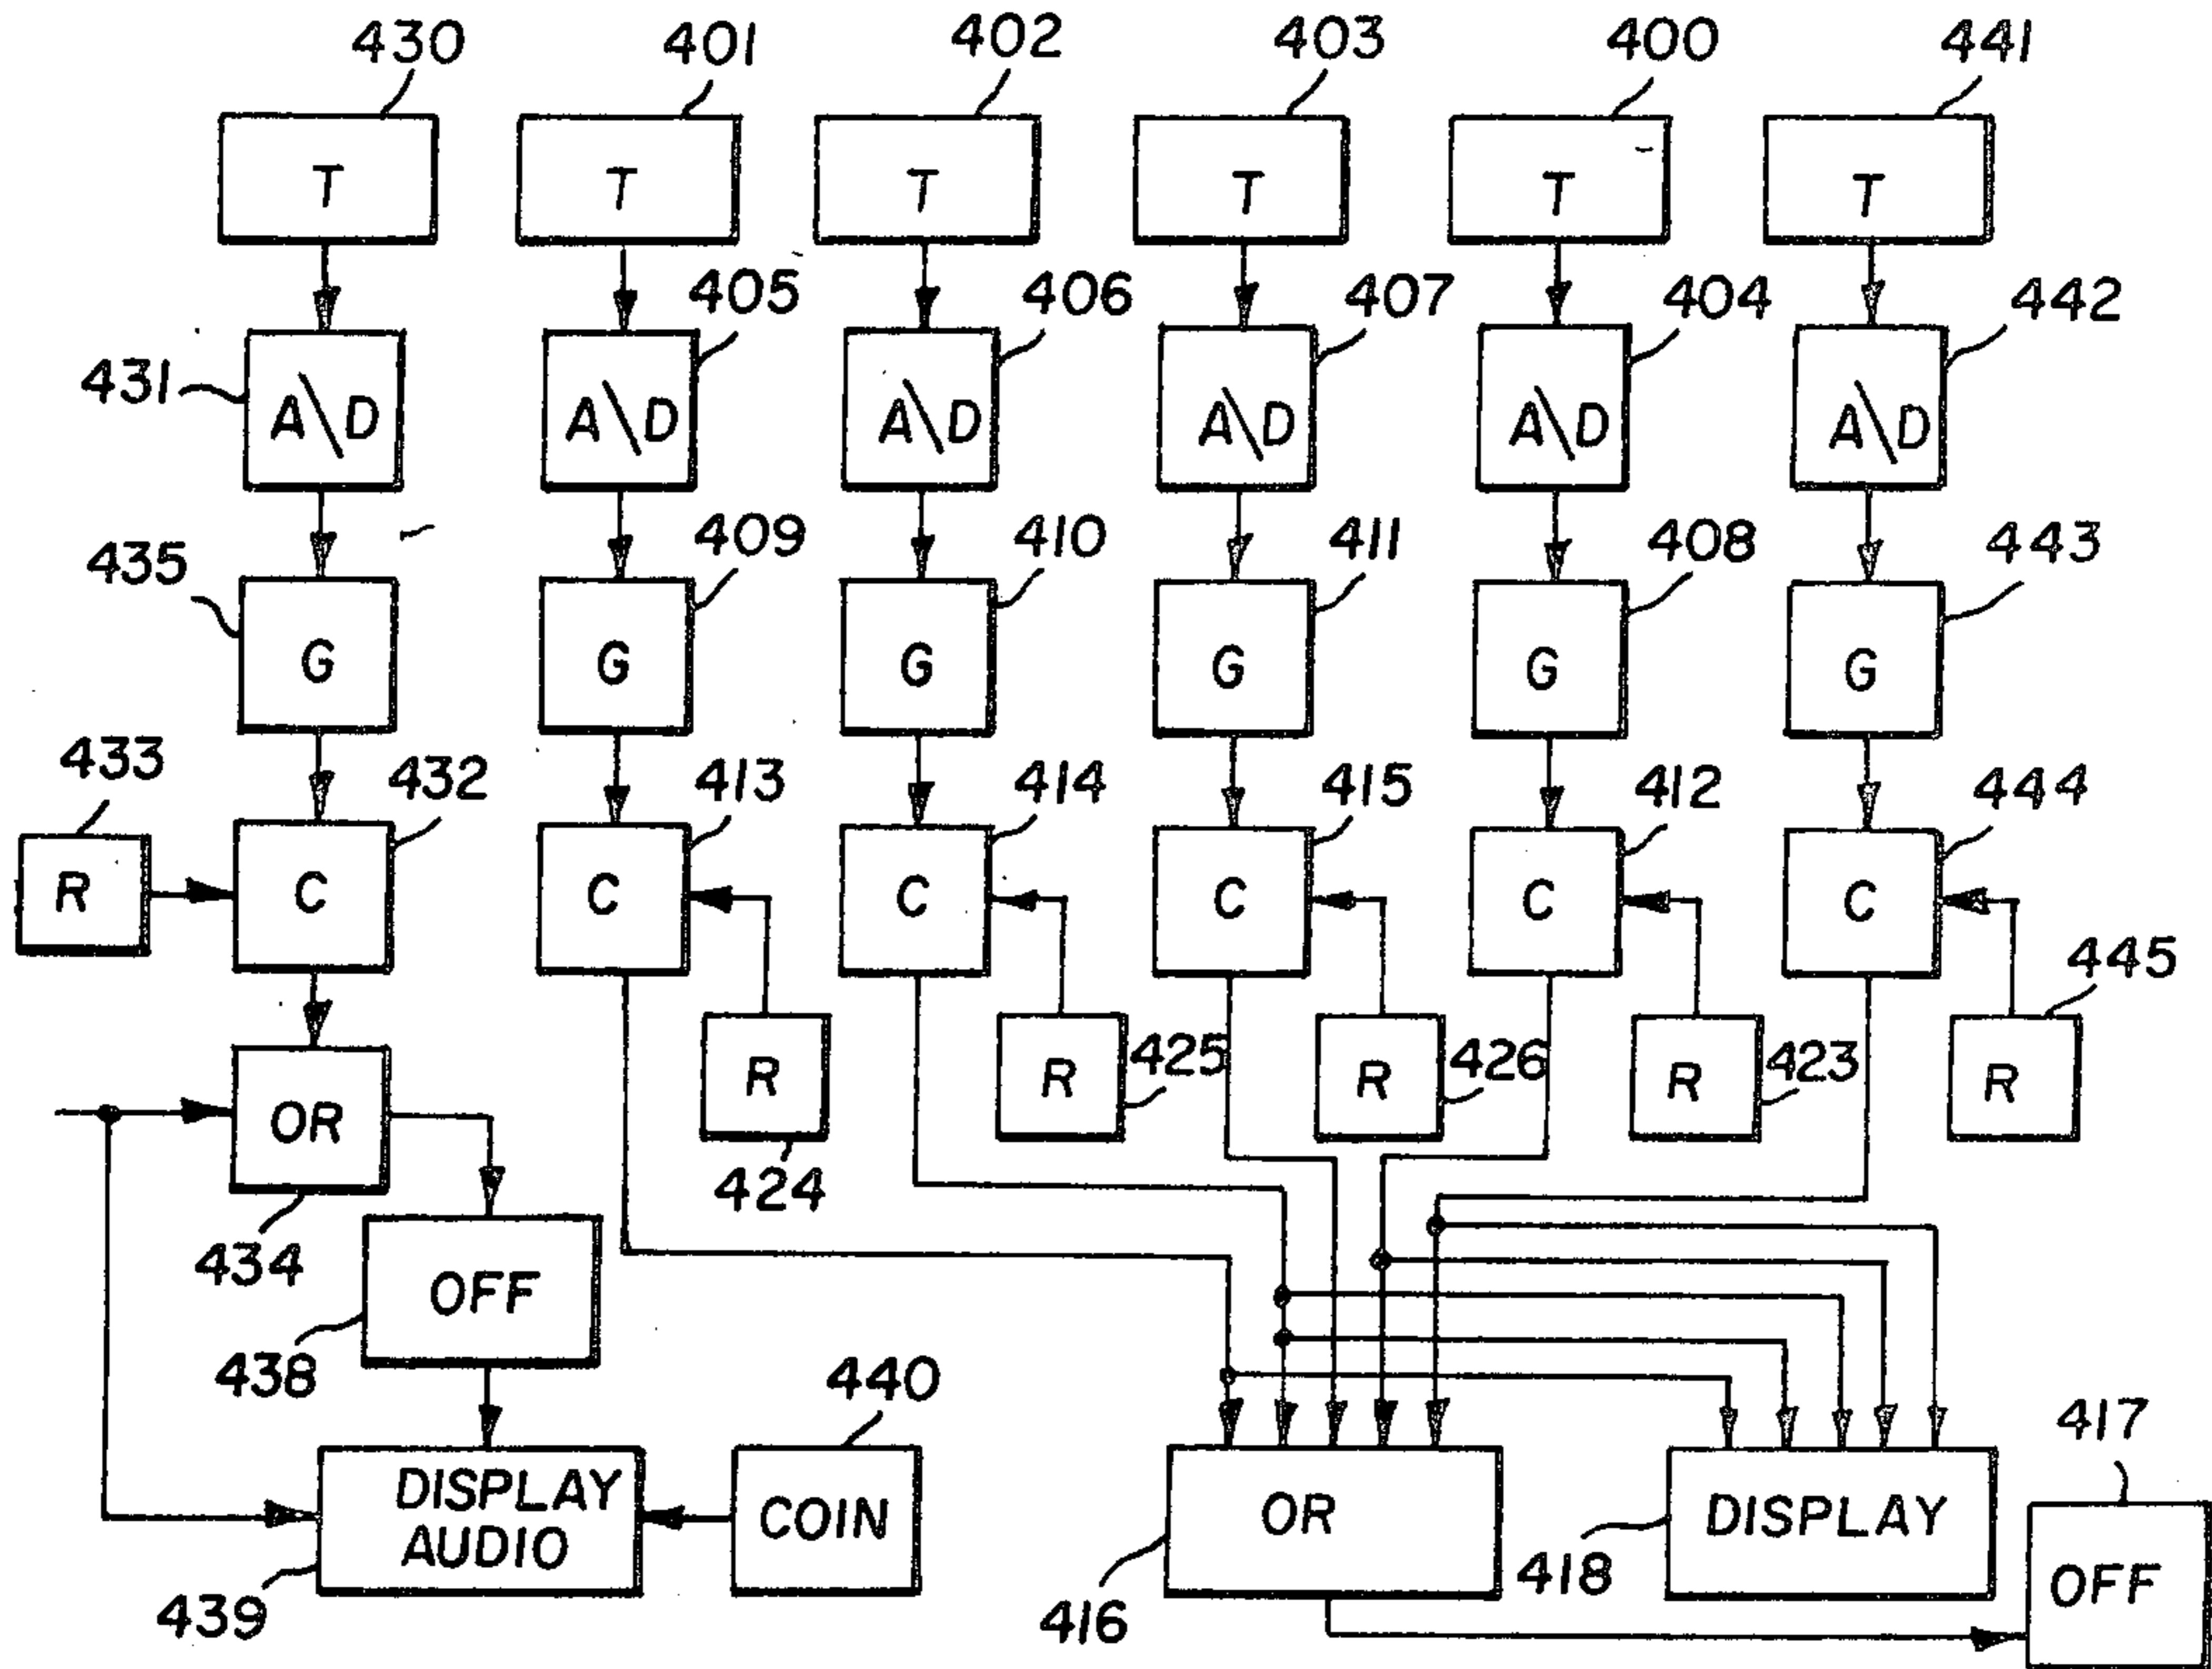 430 401 402 403 400 441
T T T T T T
405 406 407 404 442
431
A\D A\D A\D A\D A\D A\D
435 409 410 411 408 443
G G G G G G
433 432 413 414 415 412 444
R C C C C C C
445
425 426 423
R R R R R
OR
424
434
OFF
438 440 417
DISPLAY AUDIO COIN OR DISPLAY
418
OFF
439 416